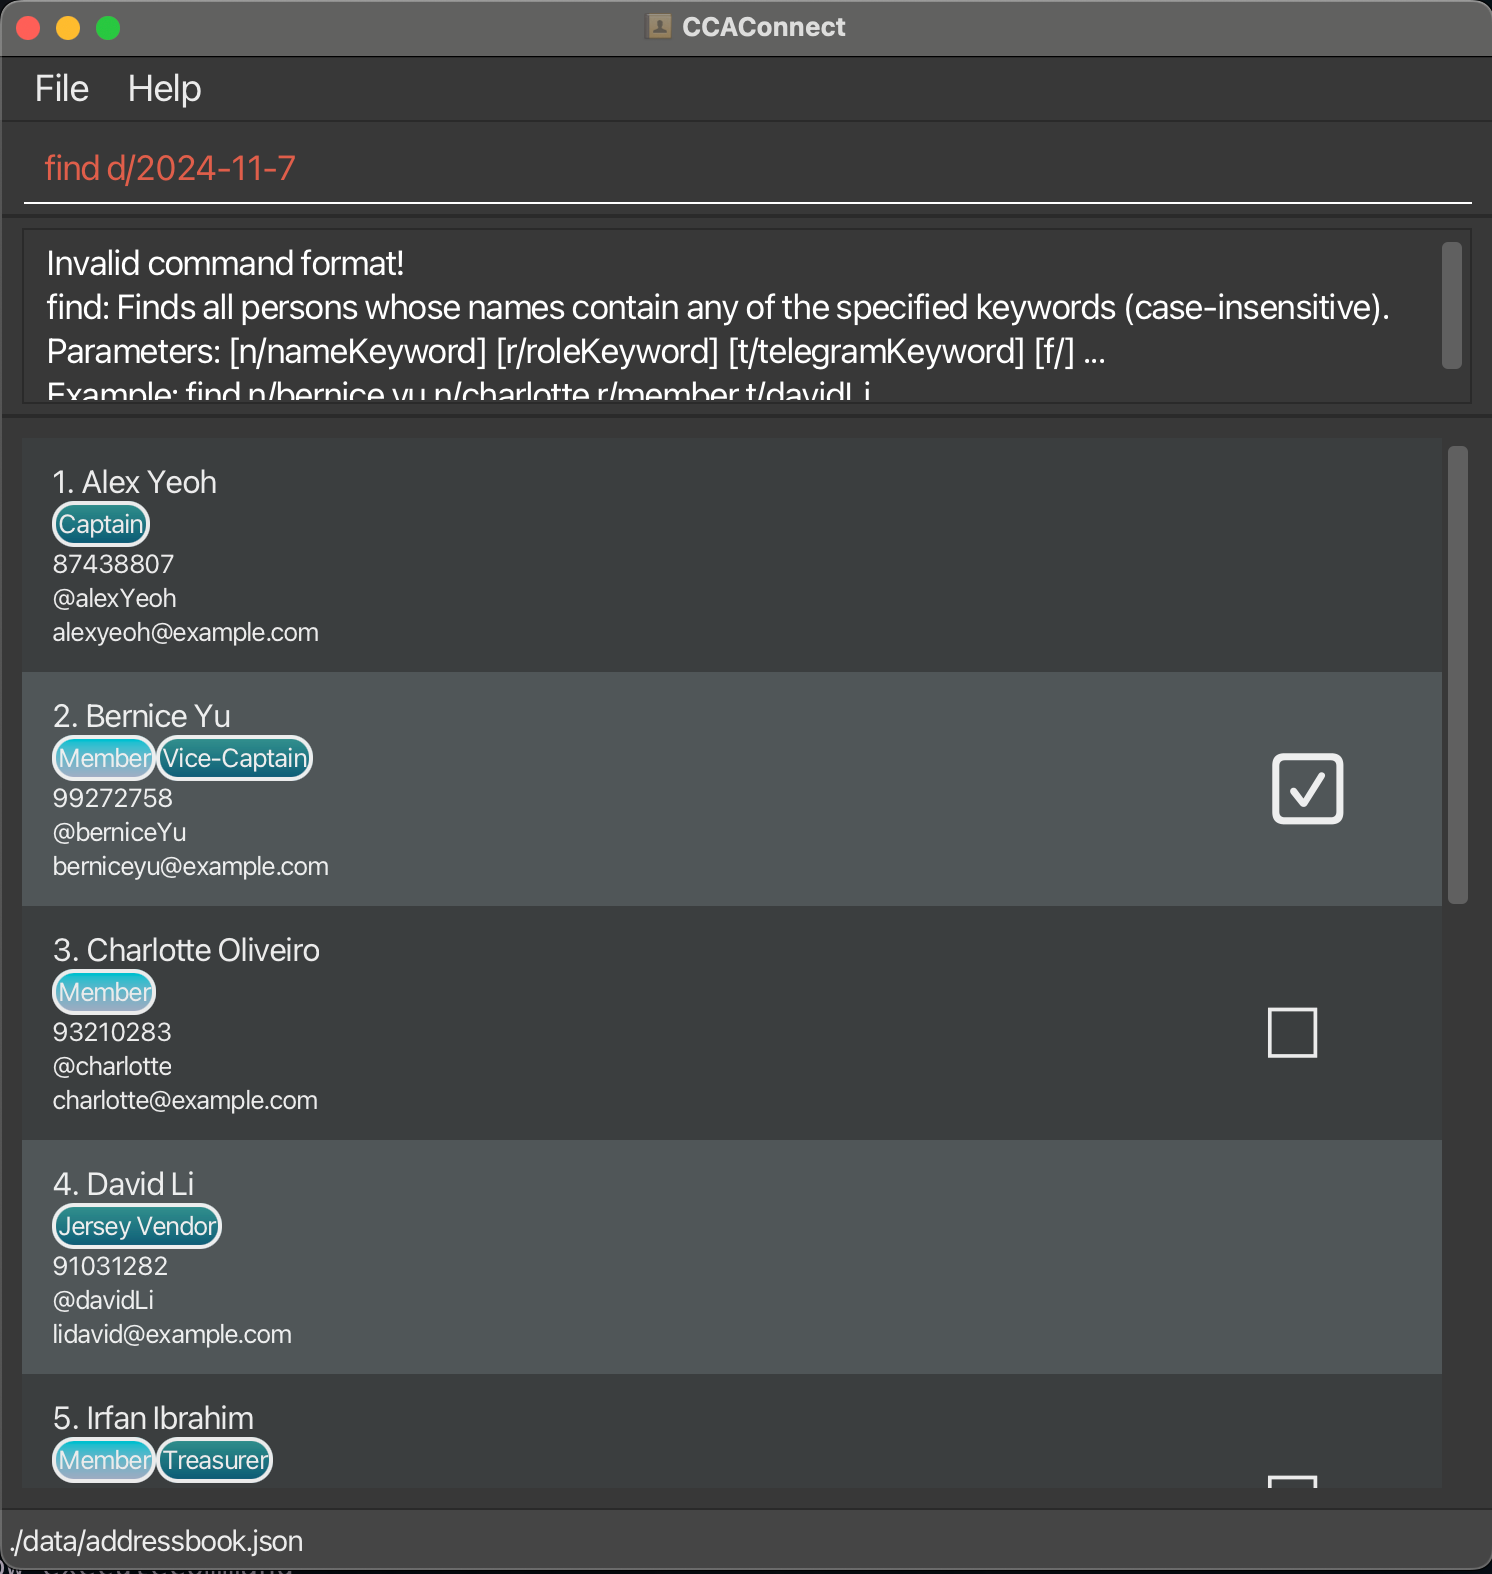 CCAConnect
File Help
find d/2024-11-7
Invalid command format!
find: Finds all persons whose names contain any of the specified keywords (case-insensitive).
Parameters: [n/nameKeyword] [r/roleKeyword] [t/telegramKeyword] [f/] ...
Example: find n/bernice yu n/charlotte r/member t/davidLi
1. Alex Yeoh
Captain
87438807
@alexYeoh
alexyeoh@example.com
2. Bernice Yu
Member Vice-Captain
99272758
@berniceYu
berniceyu@example.com
3. Charlotte Oliveiro
Member
93210283
@charlotte
charlotte@example.com
4. David Li
Jersey Vendor
91031282
@davidLi
lidavid@example.com
5. Irfan Ibrahim
Member Treasurer
./data/addressbook.json